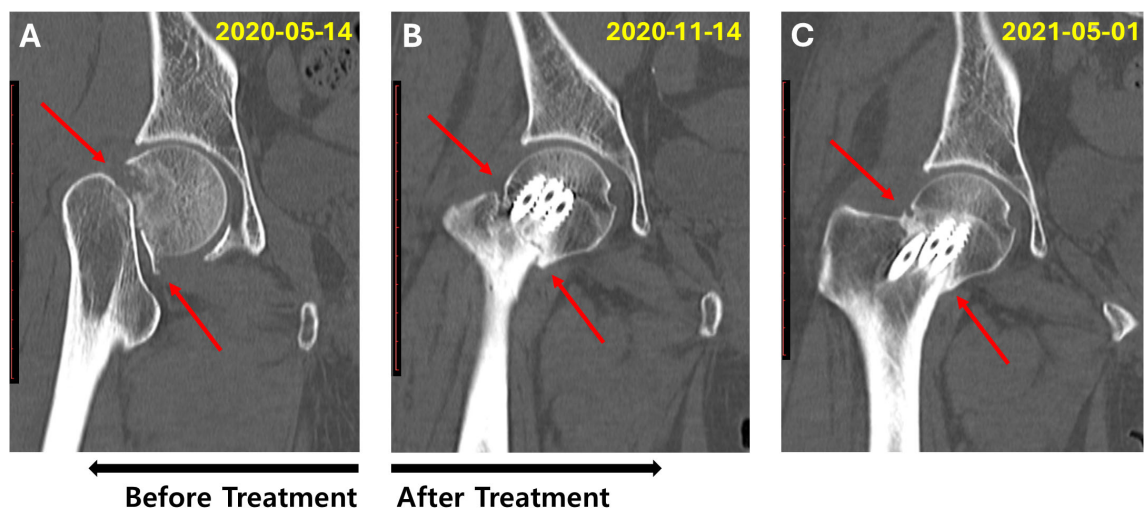 A 2020-05-14
B 2020-11-14
C 2021-05-01
Before Treatment
After Treatment